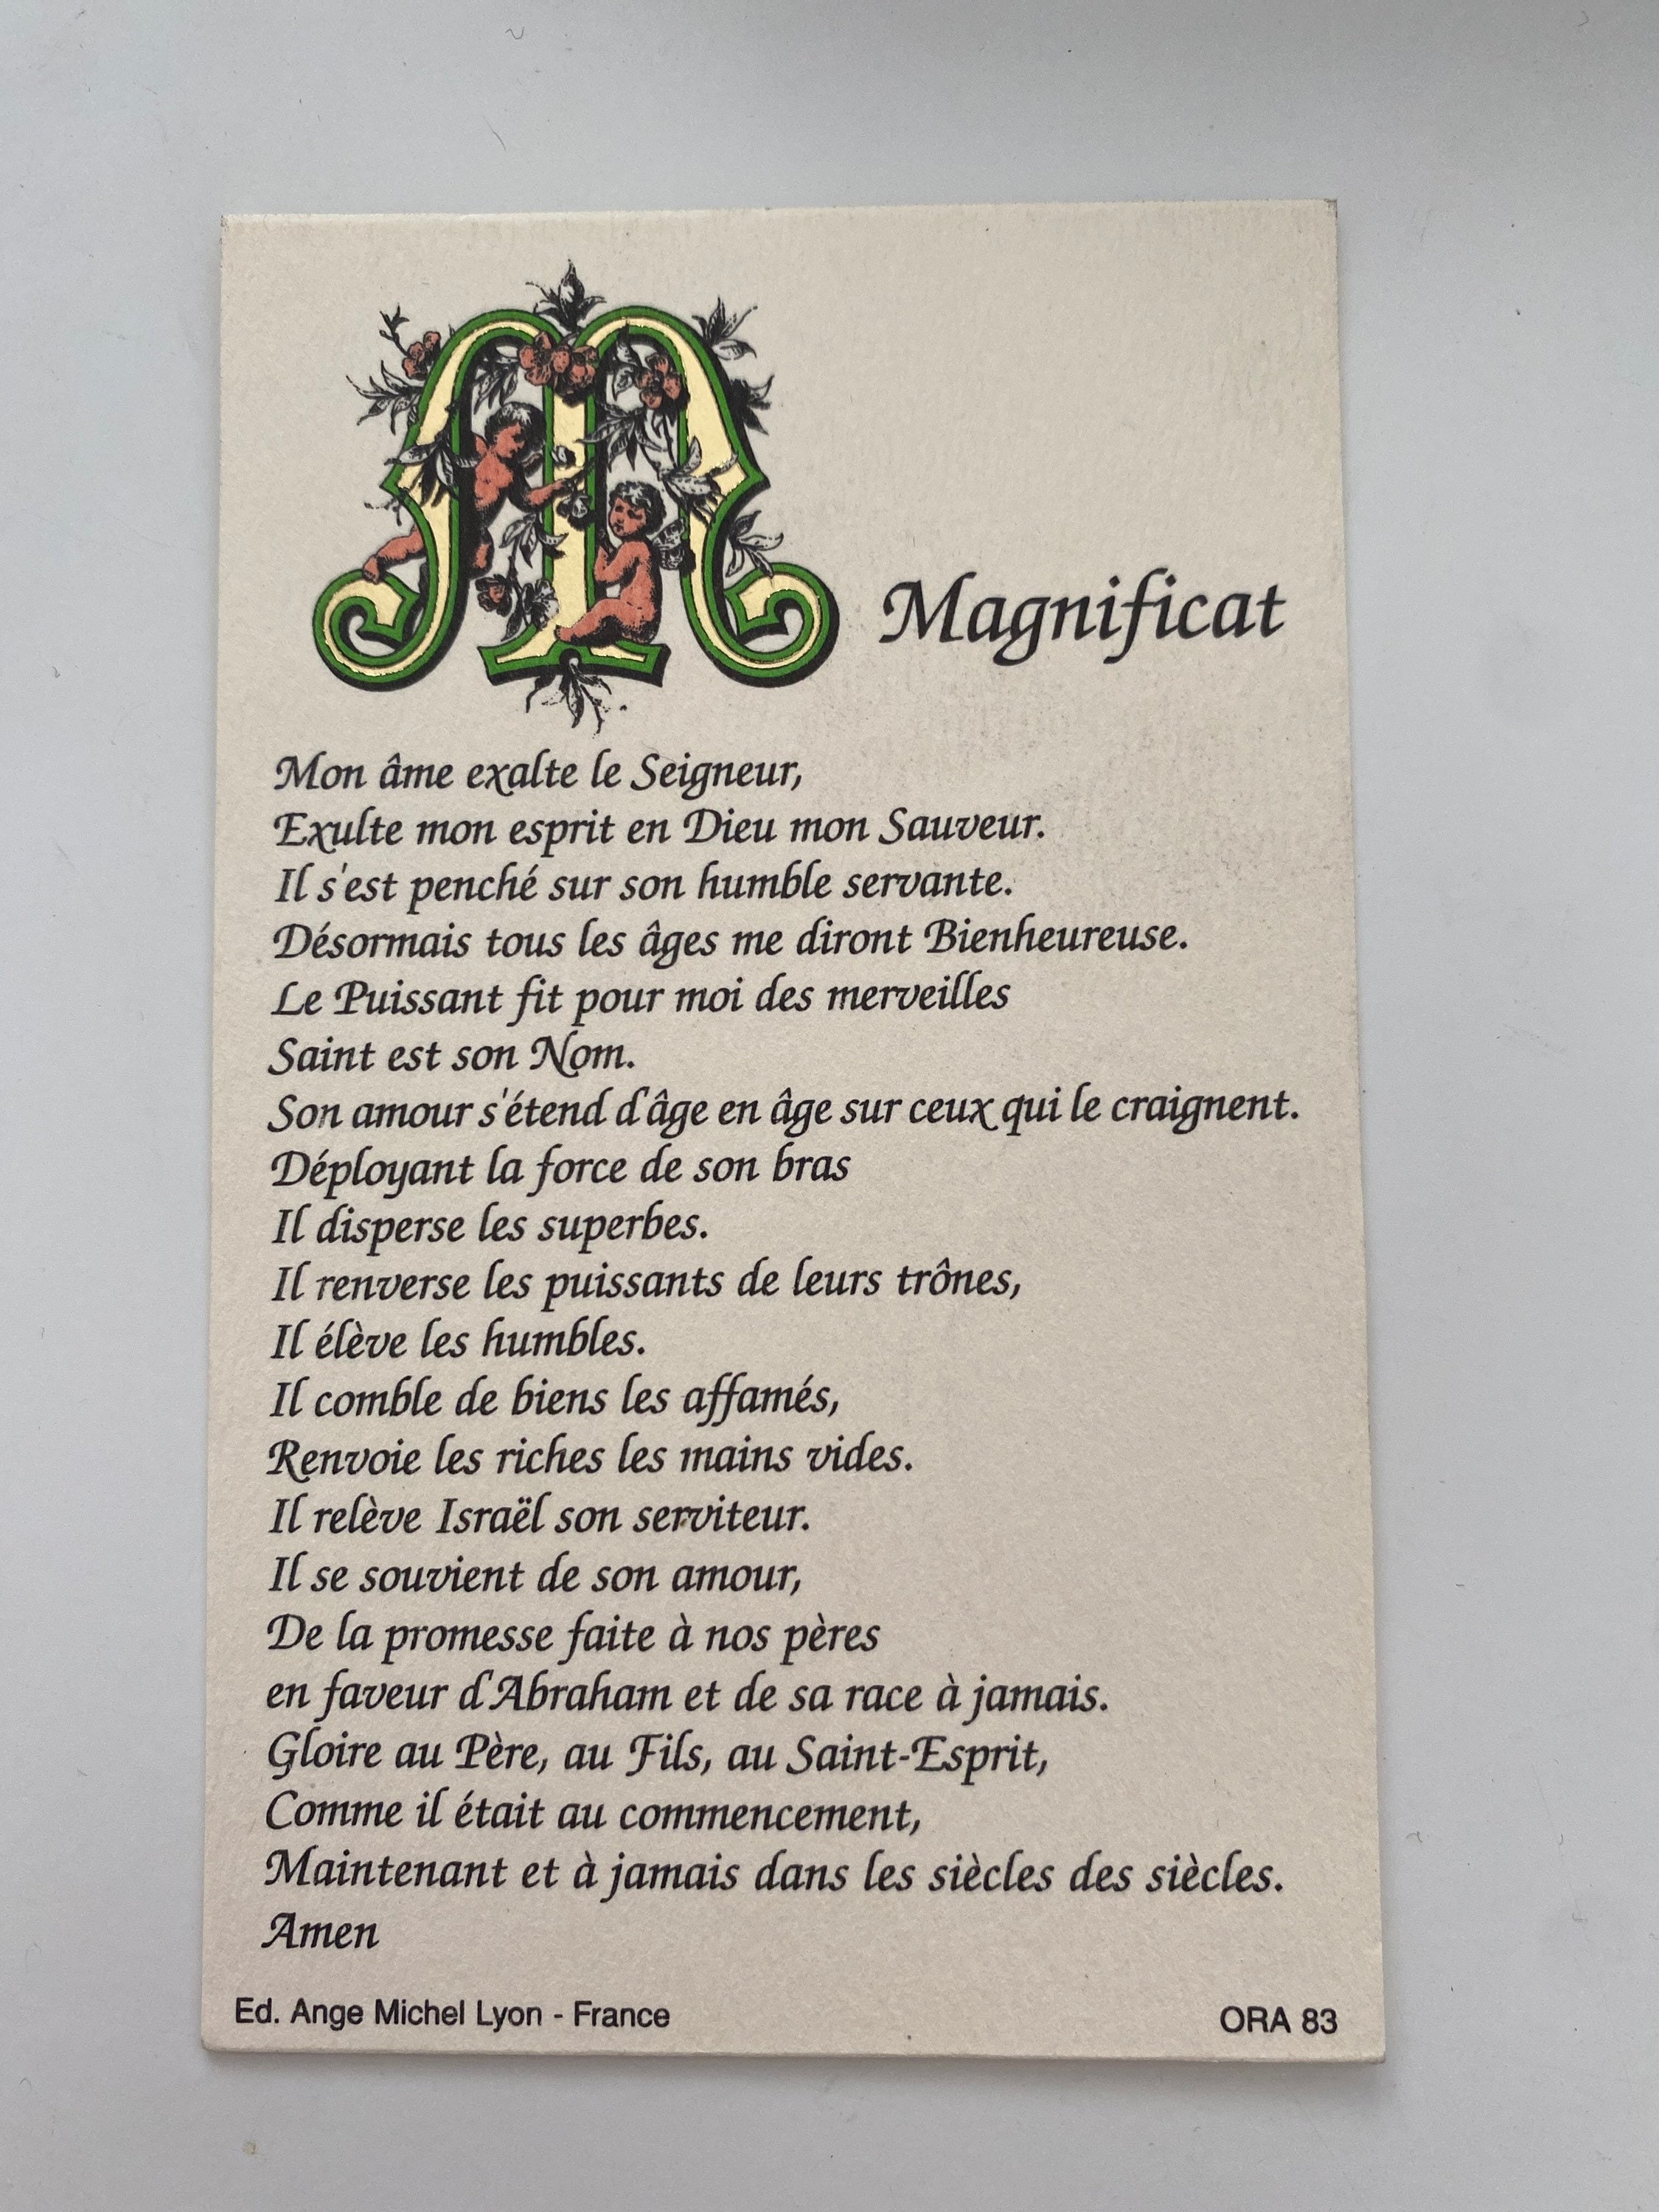 M
Magnificat
Mon âme exalte le Seigneur,
Exulte mon esprit en Dieu mon Sauveur.
Il s'est penché sur son humble servante.
Désormais tous les âges me diront Bienheureuse.
Le Puissant fit pour moi des merveilles
Saint est son Nom.
Son amour s'étend d'âge en âge sur ceux qui le craignent.
Déployant la force de son bras
Il disperse les superbes.
Il renverse les puissants de leurs trônes,
Il élève les humbles.
Il comble de biens les affamés,
Renvoie les riches les mains vides.
Il relève Israël son serviteur.
Il se souvient de son amour,
De la promesse faite à nos pères
en faveur d'Abraham et de sa race à jamais.
Gloire au Père, au Fils, au Saint-Esprit,
Comme il était au commencement,
Maintenant et à jamais dans les siècles des siècles.
Amen
Ed. Ange Michel Lyon - France
ORA 83